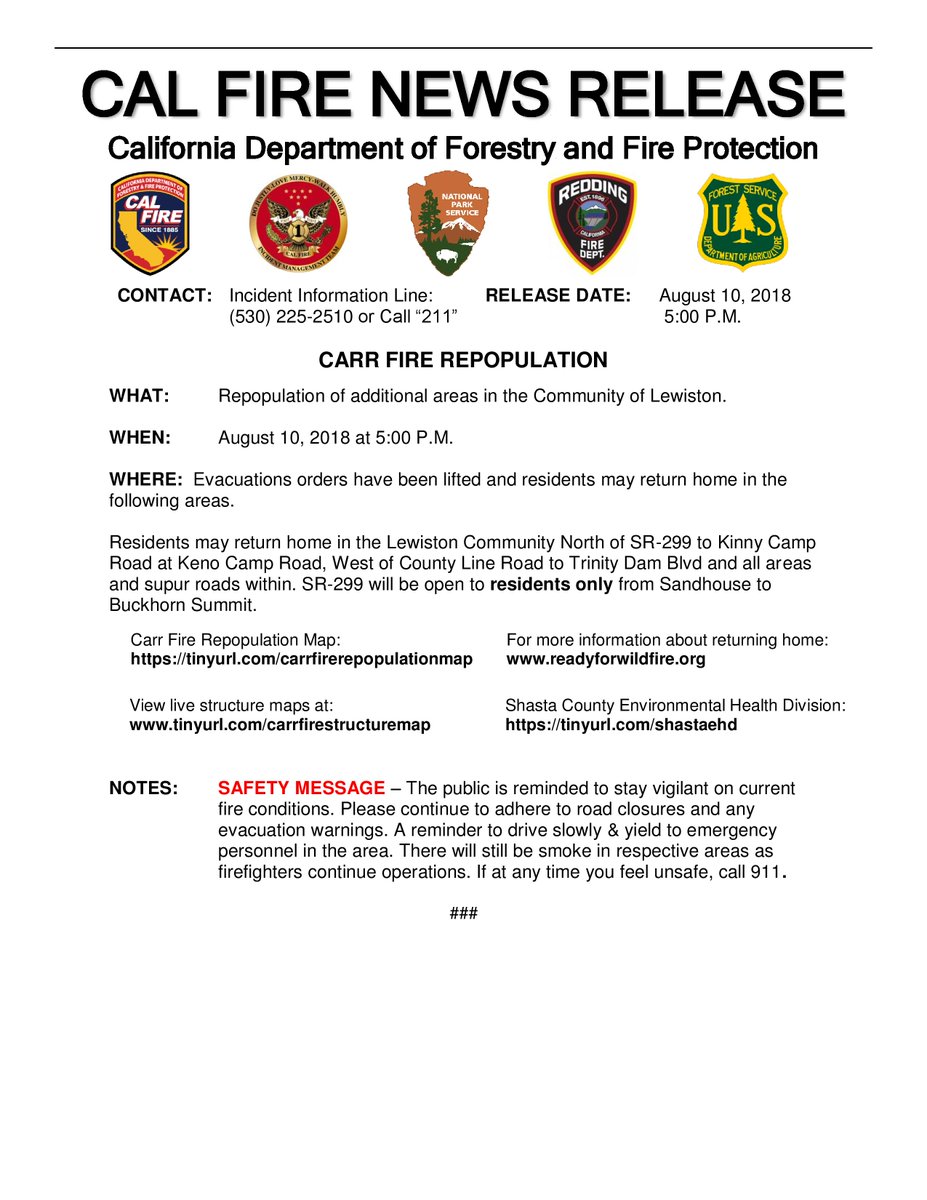 CAL FIRE NEWS RELEASE
California Department of Forestry and Fire Protection
CALIFORNIA DEPARTMENT OF
FORESTRY & FIRE PROTECTION
CAL
FIRE
SINCE 1885
DO RIGHTLY-LOVE MERCY-WALK HUMBLY
1
CAL FIRE
INCIDENT MANAGEMENT TEAM
NATIONAL
PARK
SERVICE
REDDING
EST. 1886
CALIFORNIA
FIRE
DEPT.
FOREST SERVICE
U S
DEPARTMENT OF AGRICULTURE
CONTACT: Incident Information Line: RELEASE DATE: August 10, 2018
(530) 225-2510 or Call “211” 5:00 P.M.
CARR FIRE REPOPULATION
WHAT: Repopulation of additional areas in the Community of Lewiston.
WHEN: August 10, 2018 at 5:00 P.M.
WHERE: Evacuations orders have been lifted and residents may return home in the
following areas.
Residents may return home in the Lewiston Community North of SR-299 to Kinny Camp
Road at Keno Camp Road, West of County Line Road to Trinity Dam Blvd and all areas
and supur roads within. SR-299 will be open to residents only from Sandhouse to
Buckhorn Summit.
Carr Fire Repopulation Map: For more information about returning home:
https://tinyurl.com/carrfirerepopulationmap www.readyforwildfire.org
View live structure maps at: Shasta County Environmental Health Division:
www.tinyurl.com/carrfirestructuremap https://tinyurl.com/shastaehd
NOTES: SAFETY MESSAGE – The public is reminded to stay vigilant on current
fire conditions. Please continue to adhere to road closures and any
evacuation warnings. A reminder to drive slowly & yield to emergency
personnel in the area. There will still be smoke in respective areas as
firefighters continue operations. If at any time you feel unsafe, call 911.
###